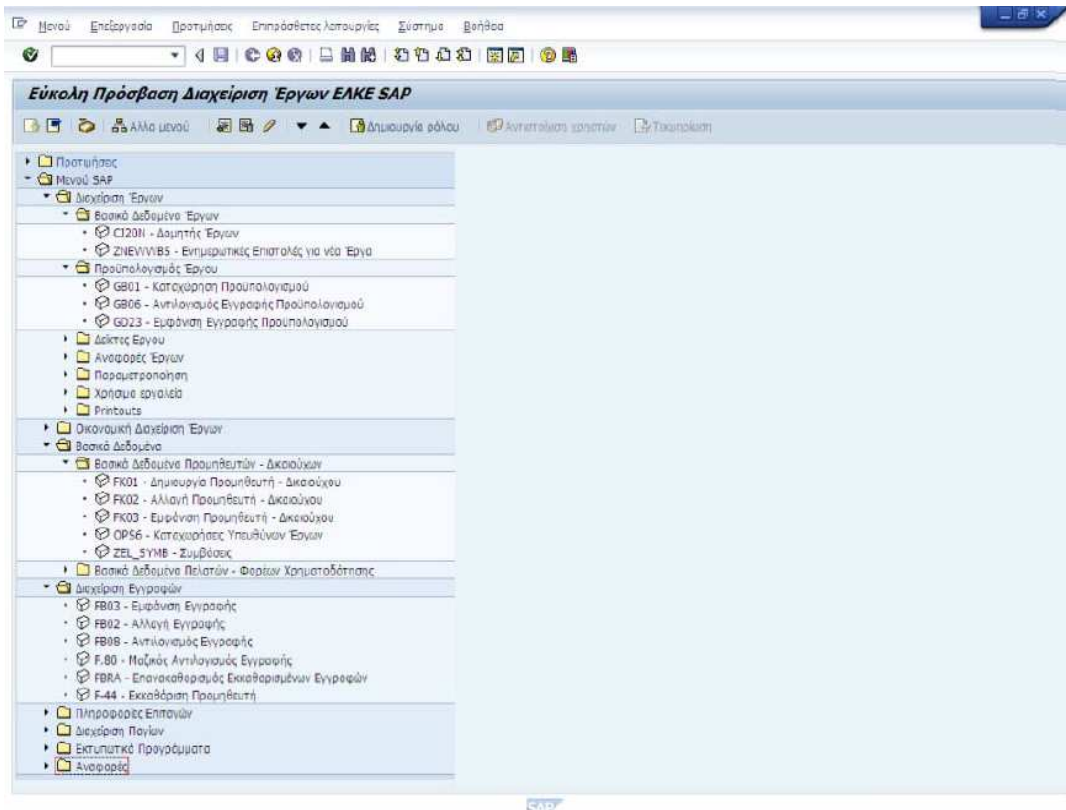 Μενού Επεξεργασία Προτιμήσεις Επιπρόσθετες λειτουργίες Σύστημα Βοήθεια
Εύκολη Πρόσβαση Διαχείριση Έργων ΕΛΚΕ SAP
Άλλα μενού Δημιουργία ρόλου Αντιστοίχιση χρηστών Τεκμηρίωση
Προτιμήσεις
Μενού SAP
Διαχείριση Έργων
Βασικά Δεδομένα Έργων
CJ20N - Δομητής Έργων
ZNEWWBS - Ενημερωτικές Επιστολές για νέα Έργα
Προϋπολογισμός Έργου
GB01 - Καταχώρηση Προϋπολογισμού
GB06 - Αντιλογισμός Εγγραφής Προϋπολογισμού
GD23 - Εμφάνιση Εγγραφής Προϋπολογισμού
Δείκτες Εργου
Αναφορές Έργων
Παραμετροποίηση
Χρήσιμα εργαλεία
Printouts
Οικονομική Διαχείριση Έργων
Βασικά Δεδομένα
Βασικά Δεδομένα Προμηθευτών - Δικαιούχων
FK01 - Δημιουργία Προμηθευτή - Δικαιούχου
FK02 - Αλλαγή Προμηθευτή - Δικαιούχου
FK03 - Εμφάνιση Προμηθευτή - Δικαιούχου
OPS6 - Καταχωρήσεις Υπευθύνων Έργων
ZEL_SYMB - Συμβάσεις
Βασικά Δεδομένα Πελατών - Φορέων Χρηματοδότησης
Διαχείριση Εγγραφών
FB03 - Εμφάνιση Εγγραφής
FB02 - Αλλαγή Εγγραφής
FB08 - Αντιλογισμός Εγγραφής
F.80 - Μαζικός Αντιλογισμός Εγγραφής
FBRA - Επανακαθορισμός Εκκαθαρισμένων Εγγραφών
F-44 - Εκκαθάριση Προμηθευτή
Πληροφορίες Επιταγών
Διαχείριση Παγίων
Εκτυπωτικά Προγράμματα
Αναφορές
SAP